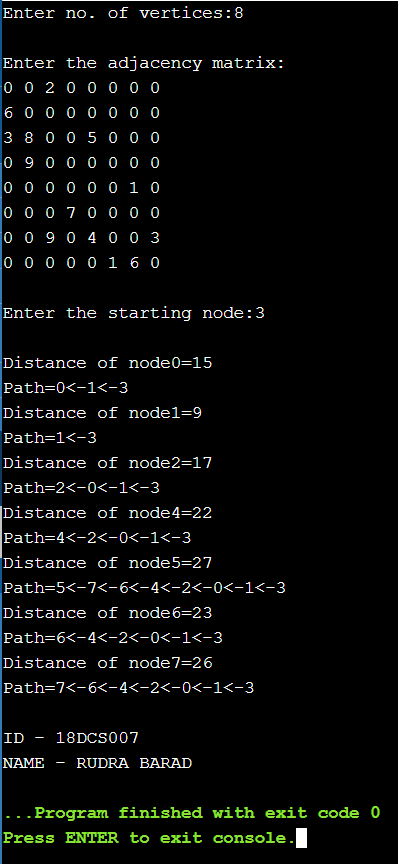 Enter no. of vertices:8
Enter the adjacency matrix:
0 0 2 0 0 0 0 0
6 0 0 0 0 0 0 0
3 8 0 0 5 0 0 0
0 9 0 0 0 0 0 0
0 0 0 0 0 0 1 0
0 0 0 7 0 0 0 0
0 0 9 0 4 0 0 3
0 0 0 0 0 1 6 0
Enter the starting node:3
Distance of node0=15
Path=0<-1<-3
Distance of node1=9
Path=1<-3
Distance of node2=17
Path=2<-0<-1<-3
Distance of node4=22
Path=4<-2<-0<-1<-3
Distance of node5=27
Path=5<-7<-6<-4<-2<-0<-1<-3
Distance of node6=23
Path=6<-4<-2<-0<-1<-3
Distance of node7=26
Path=7<-6<-4<-2<-0<-1<-3
ID - 18DCS007
NAME - RUDRA BARAD
...Program finished with exit code 0
Press ENTER to exit console.